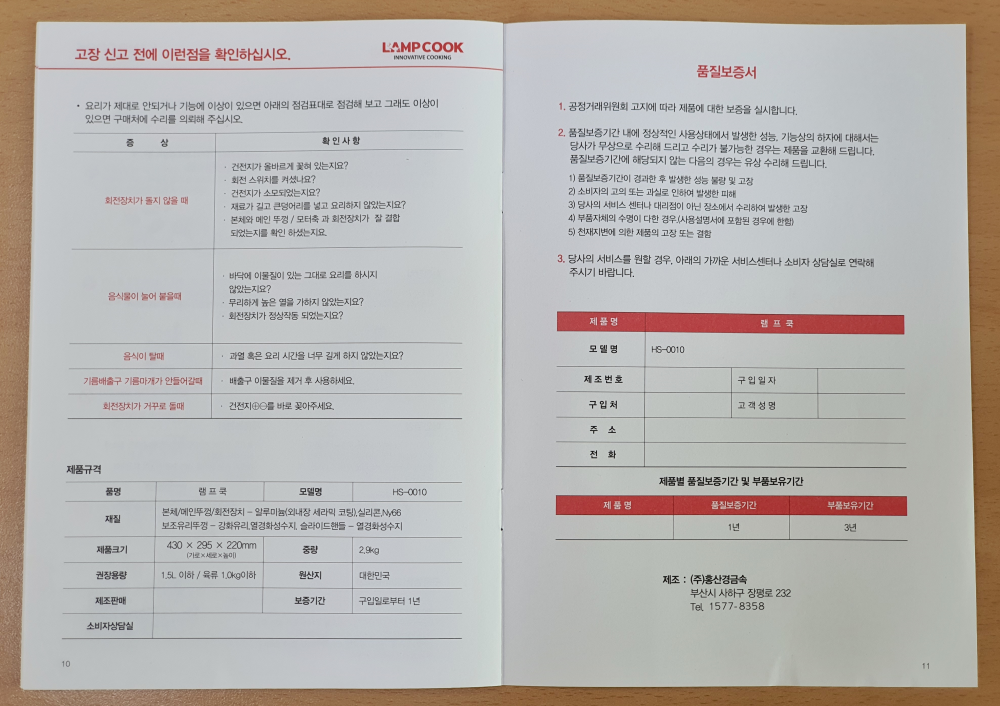 고장 신고 전에 이런점을 확인하십시오.
LAMPCOOK
INNOVATIVE COOKING
• 요리가 제대로 안되거나 기능에 이상이 있으면 아래의 점검표대로 점검해 보고 그래도 이상이
있으면 구매처에 수리를 의뢰해 주십시오.
증 상 확인사항
회전장치가 돌지 않을 때
· 건전지가 올바르게 꽃혀 있는지요?
· 회전 스위치를 켜셨나요?
· 건전지가 소모되었는지요?
· 재료가 길고 큰덩어리를 넣고 요리하지 않았는지요?
· 본체와 메인 뚜껑 / 모터축 과 회전장치가 잘 결합
되었는지를 확인 하셨는지요.
음식물이 눌어 붙을때
· 바닥에 이물질이 있는 그대로 요리를 하시지
않았는지요?
· 무리하게 높은 열을 가하지 않았는지요?
· 회전장치가 정상작동 되었는지요?
음식이 탈때 · 과열 혹은 요리 시간을 너무 길게 하지 않았는지요?
기름배출구 기름마개가 안들어갈때 · 배출구 이물질을 제거 후 사용하세요.
회전장치가 거꾸로 돌때 · 건전지⊕⊖를 바로 꽂아주세요.
제품규격
품명 램프쿡 모델명 HS-0010
재질
본체/메인뚜껑/회전장치 - 알루미늄(외내장 세라믹 코팅),실리콘,Ny66
보조유리뚜껑 - 강화유리,열경화성수지, 슬라이드핸들 - 열경화성수지
제품크기 430 × 295 × 220mm 중량 2.9kg
(가로×세로×높이)
권장용량 1.5L 이하 / 육류 1.0kg이하 원산지 대한민국
제조판매 보증기간 구입일로부터 1년
소비자상담실
10
품질보증서
1. 공정거래위원회 고지에 따라 제품에 대한 보증을 실시합니다.
2. 품질보증기간 내에 정상적인 사용상태에서 발생한 성능, 기능상의 하자에 대해서는
당사가 무상으로 수리해 드리고 수리가 불가능한 경우는 제품을 교환해 드립니다.
품질보증기간에 해당되지 않는 다음의 경우는 유상 수리해 드립니다.
1) 품질보증기간이 경과한 후 발생한 성능 불량 및 고장
2) 소비자의 고의 또는 과실로 인하여 발생한 피해
3) 당사의 서비스 센터나 대리점이 아닌 장소에서 수리하여 발생한 고장
4) 부품자체의 수명이 다한 경우,(사용설명서에 포함된 경우에 한함)
5) 천재지변에 의한 제품의 고장 또는 결함
3. 당사의 서비스를 원할 경우, 아래의 가까운 서비스센터나 소비자 상담실로 연락해
주시기 바랍니다.
제품명 램프쿡
모델명 HS-0010
제조번호 구입일자
구입처 고객성명
주 소
전 화
제품별 품질보증기간 및 부품보유기간
제품명 품질보증기간 부품보유기간
1년 3년
제조 : (주)홍산경금속
부산시 사하구 장평로 232
Tel. 1577-8358
11